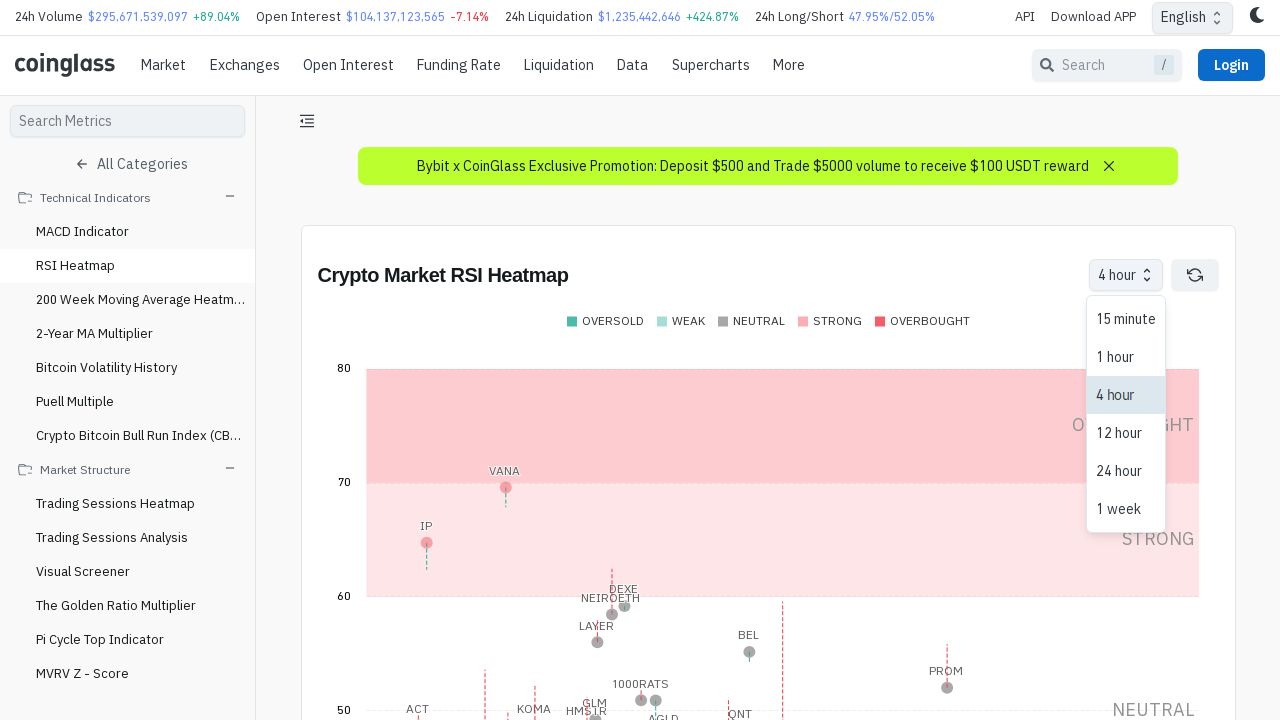 24h Volume $295,671,539,097 +89.04% Open Interest $104,137,123,565 -7.14% 24h Liquidation $1,235,442,646 +424.87% 24h Long/Short 47.95%/52.05% API Download APP English
coinglass Market Exchanges Open Interest Funding Rate Liquidation Data Supercharts More Search / Login
Search Metrics
All Categories
Technical Indicators
MACD Indicator
RSI Heatmap
200 Week Moving Average Heatm...
2-Year MA Multiplier
Bitcoin Volatility History
Puell Multiple
Crypto Bitcoin Bull Run Index (CB...
Market Structure
Trading Sessions Heatmap
Trading Sessions Analysis
Visual Screener
The Golden Ratio Multiplier
Pi Cycle Top Indicator
MVRV Z - Score
Bybit x CoinGlass Exclusive Promotion: Deposit $500 and Trade $5000 volume to receive $100 USDT reward
Crypto Market RSI Heatmap
4 hour
OVERSOLD WEAK NEUTRAL STRONG OVERBOUGHT
15 minute
1 hour
4 hour
12 hour
24 hour
1 week
80
70
60
50
STRONG
NEUTRAL
VANA
IP
DEXE
NEIROETH
LAYER
BEL
PROM
1000RATS
GLM
ACT
KOMA
HMSTR
QNT
AGLD